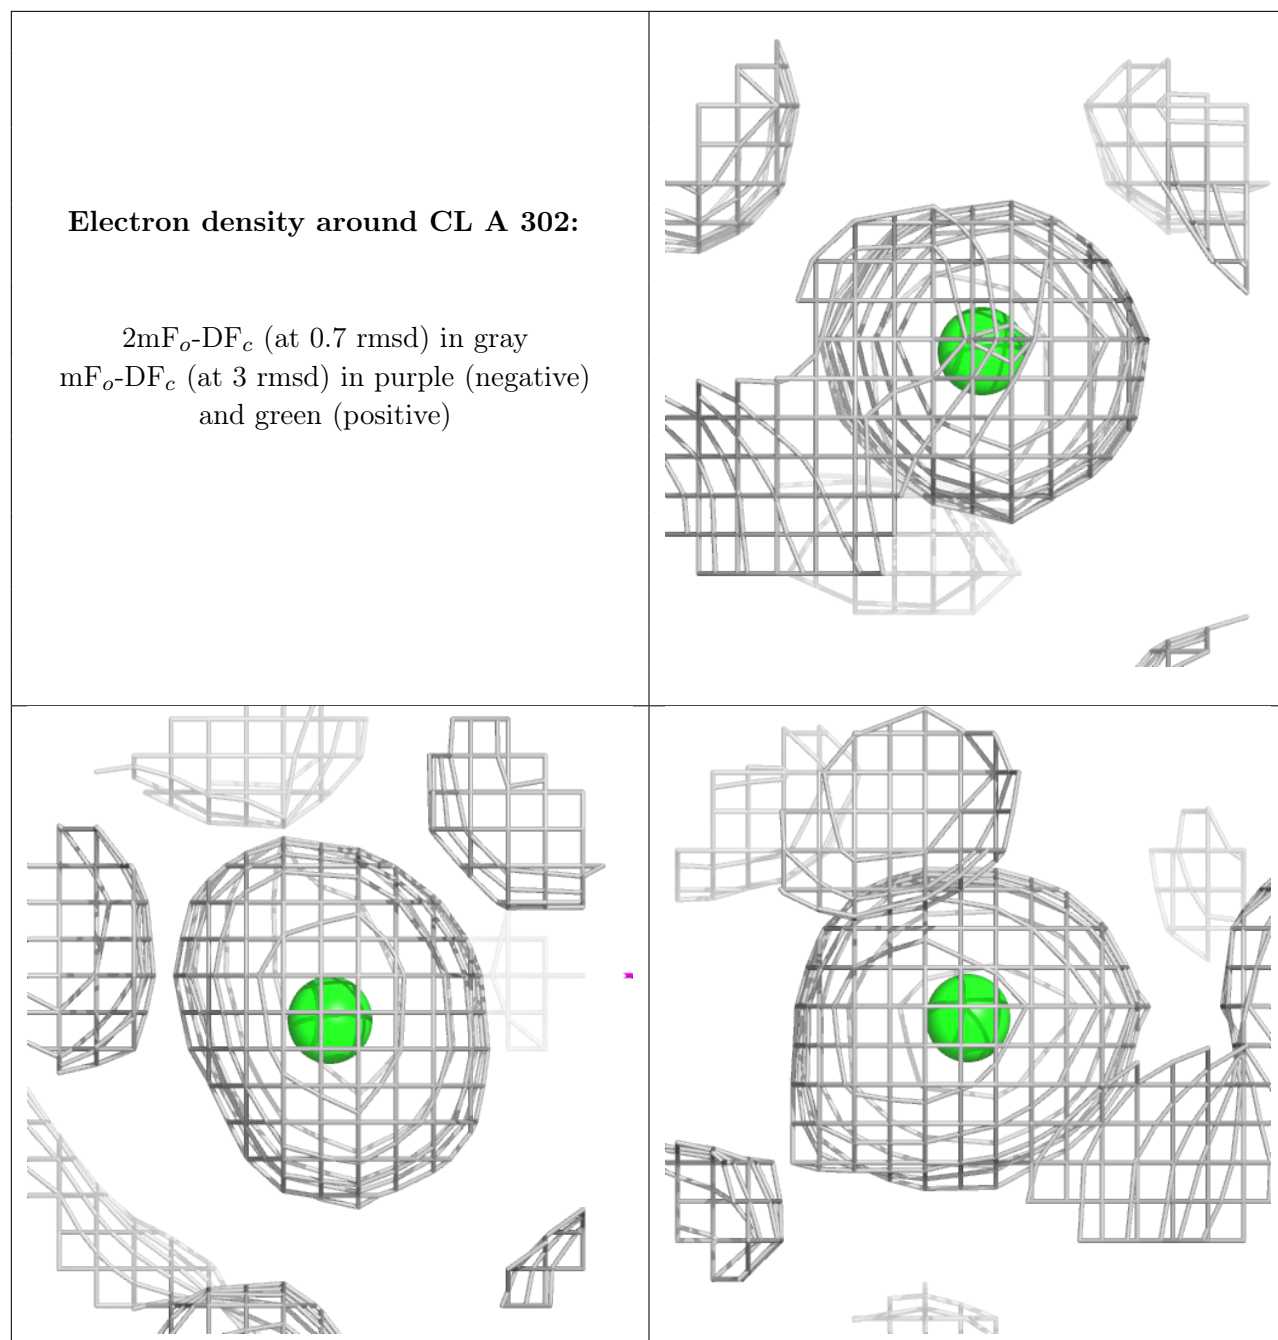 Electron density around CL A 302:
2mFo-DFc (at 0.7 rmsd) in gray
mFo-DFc (at 3 rmsd) in purple (negative)
and green (positive)